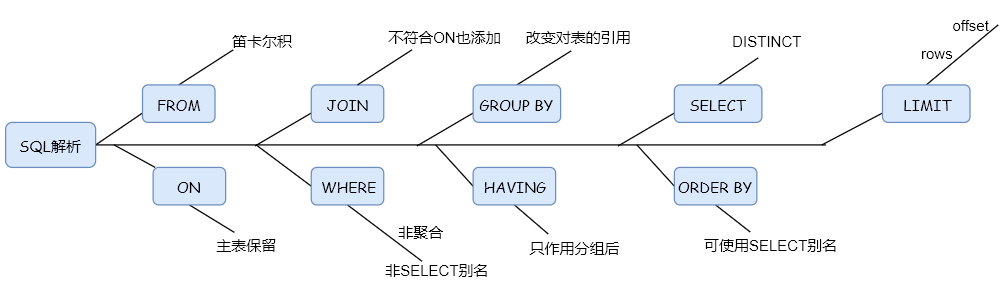 offset
rows
笛卡尔积
不符合ON也添加
改变对表的引用
DISTINCT
FROM
JOIN
GROUP BY
SELECT
LIMIT
SQL解析
ON
WHERE
HAVING
ORDER BY
主表保留
非聚合
非SELECT别名
只作用分组后
可使用SELECT别名